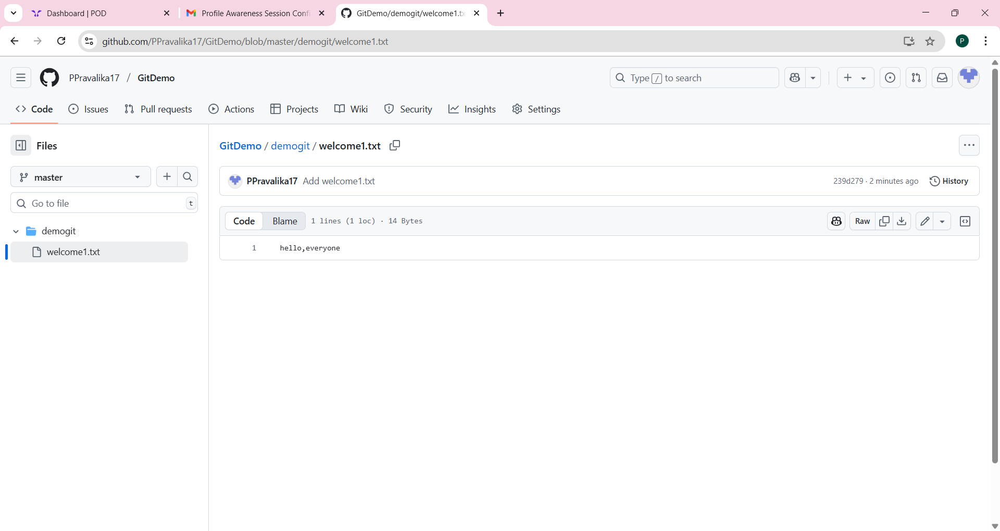 Dashboard | POD
Profile Awareness Session Confi
GitDemo/demogit/welcome1.tx
github.com/PPravalika17/GitDemo/blob/master/demogit/welcome1.txt
P
PPravalika17 / GitDemo
Type / to search
Code Issues Pull requests Actions Projects Wiki Security Insights Settings
Files
GitDemo / demogit / welcome1.txt
master
PPravalika17 Add welcome1.txt
239d279 · 2 minutes ago History
Go to file t
Code Blame 1 lines (1 loc) · 14 Bytes
Raw
demogit
welcome1.txt
1 hello,everyone